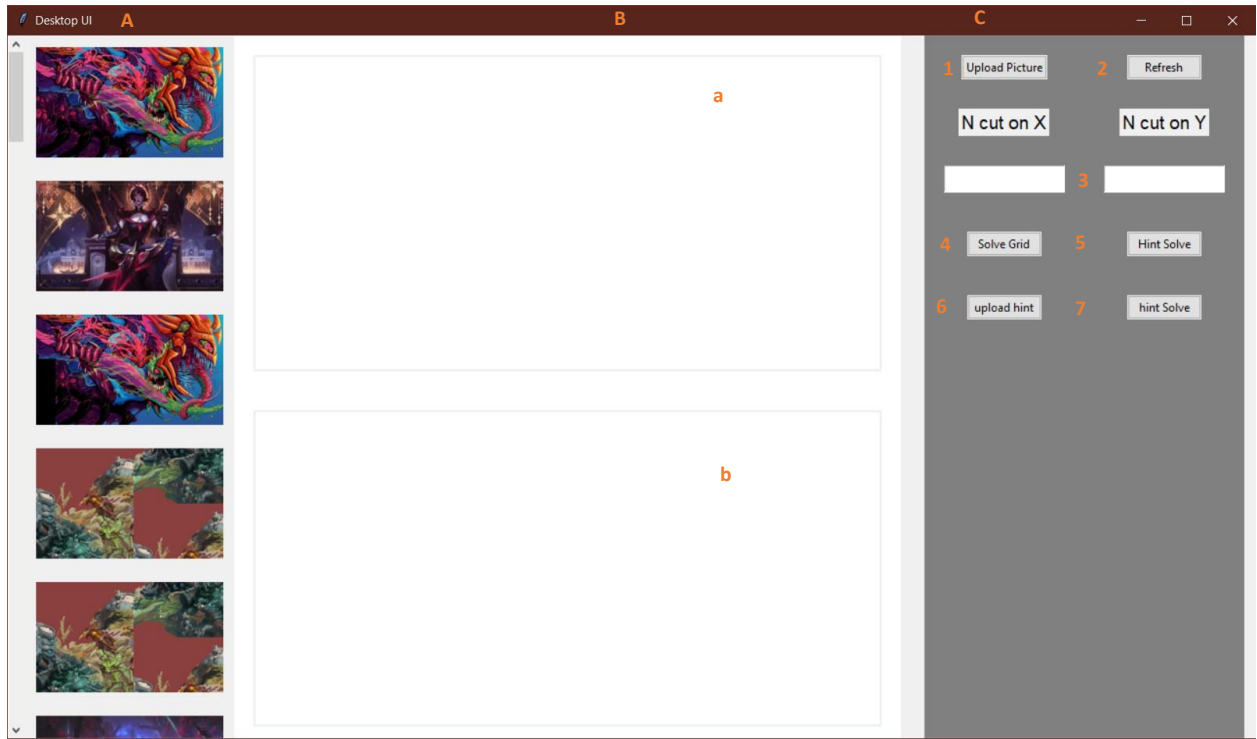 Desktop UI A B C
a
1 Upload Picture 2 Refresh
N cut on X N cut on Y
3
4 Solve Grid 5 Hint Solve
6 upload hint 7 hint Solve
b